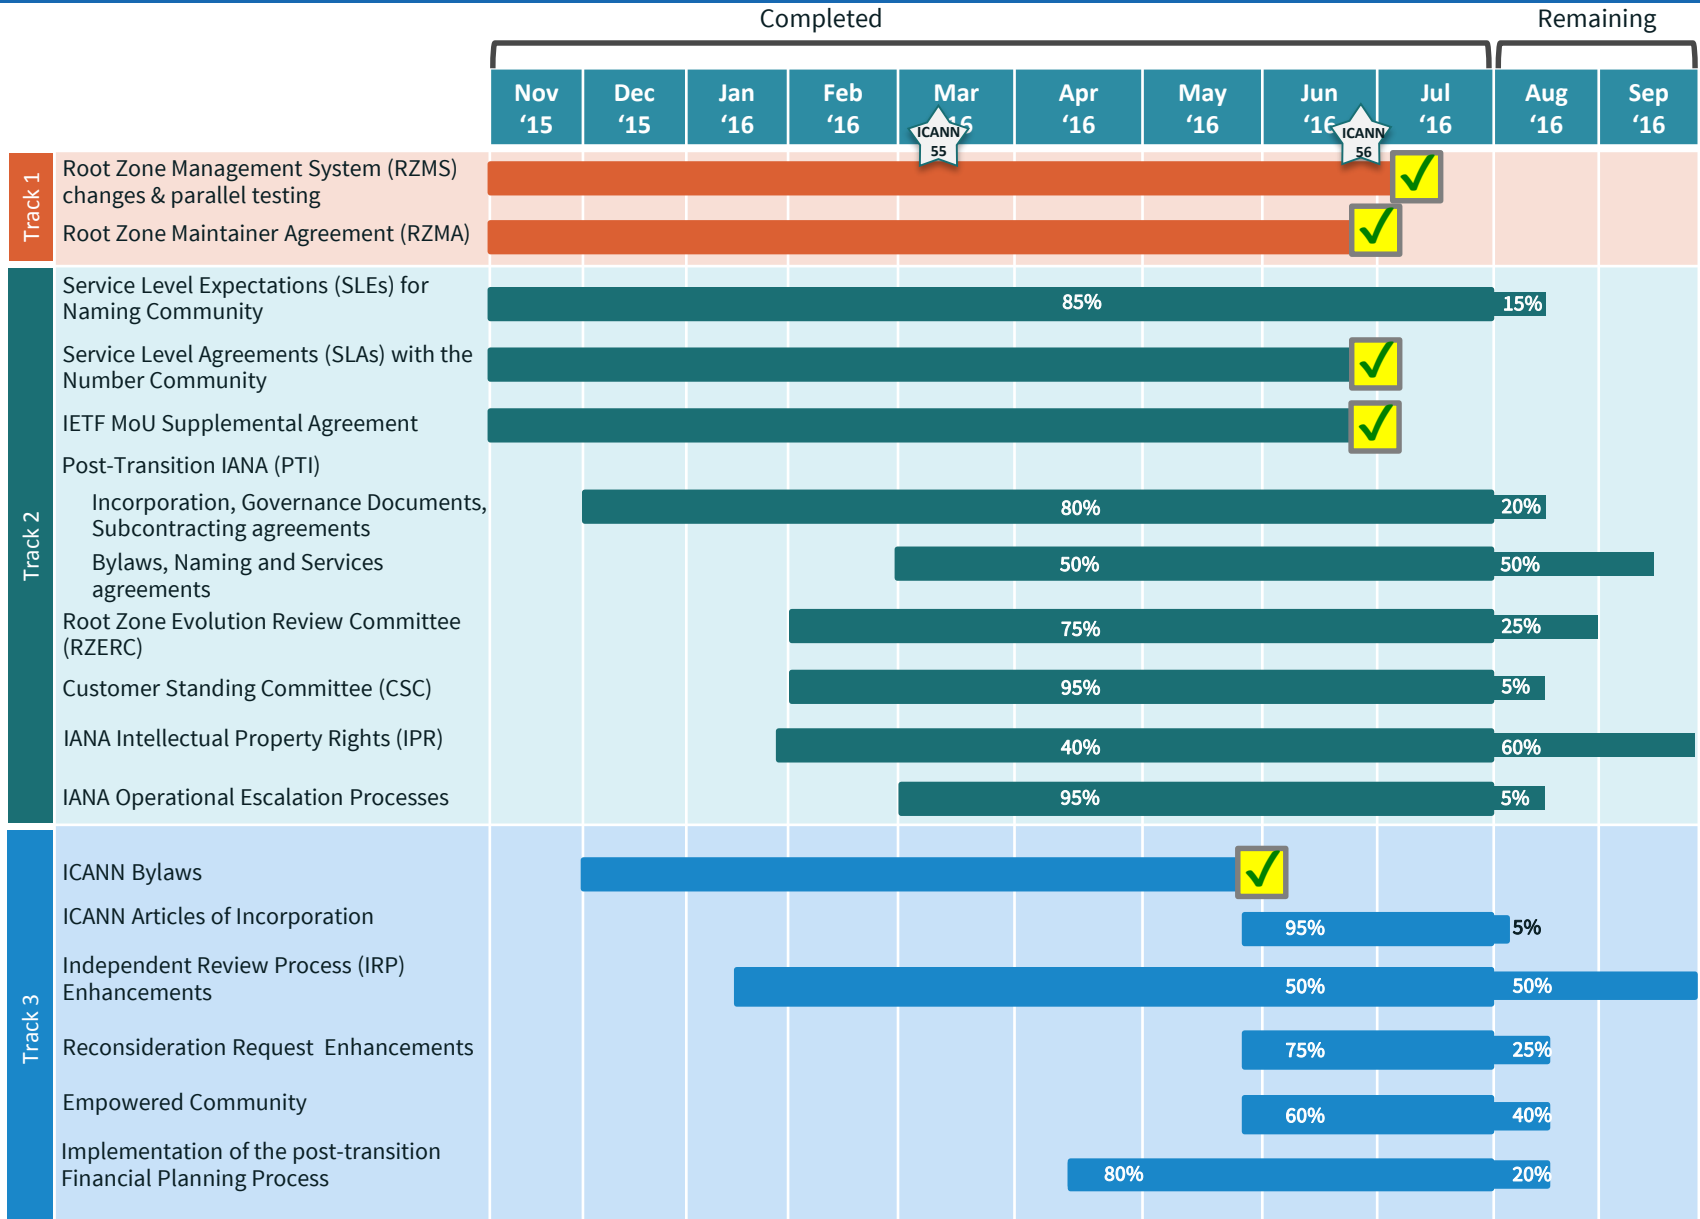 Completed
Remaining
Nov Dec Jan Feb Mar Apr May Jun Jul Aug Sep
‘15 ‘15 ‘16 ‘16 16 ‘16 ‘16 ‘16 ‘16 ‘16 ‘16
ICANN
55
ICANN
56
Track 1
Root Zone Management System (RZMS)
changes & parallel testing
Root Zone Maintainer Agreement (RZMA)
Track 2
Service Level Expectations (SLEs) for
Naming Community
85% 15%
Service Level Agreements (SLAs) with the
Number Community
IETF MoU Supplemental Agreement
Post-Transition IANA (PTI)
Incorporation, Governance Documents,
Subcontracting agreements
80% 20%
Bylaws, Naming and Services
agreements
50% 50%
Root Zone Evolution Review Committee
(RZERC)
75% 25%
Customer Standing Committee (CSC)
95% 5%
IANA Intellectual Property Rights (IPR)
40% 60%
IANA Operational Escalation Processes
95% 5%
Track 3
ICANN Bylaws
ICANN Articles of Incorporation
95% 5%
Independent Review Process (IRP)
Enhancements
50% 50%
Reconsideration Request Enhancements
75% 25%
Empowered Community
60% 40%
Implementation of the post-transition
Financial Planning Process
80% 20%